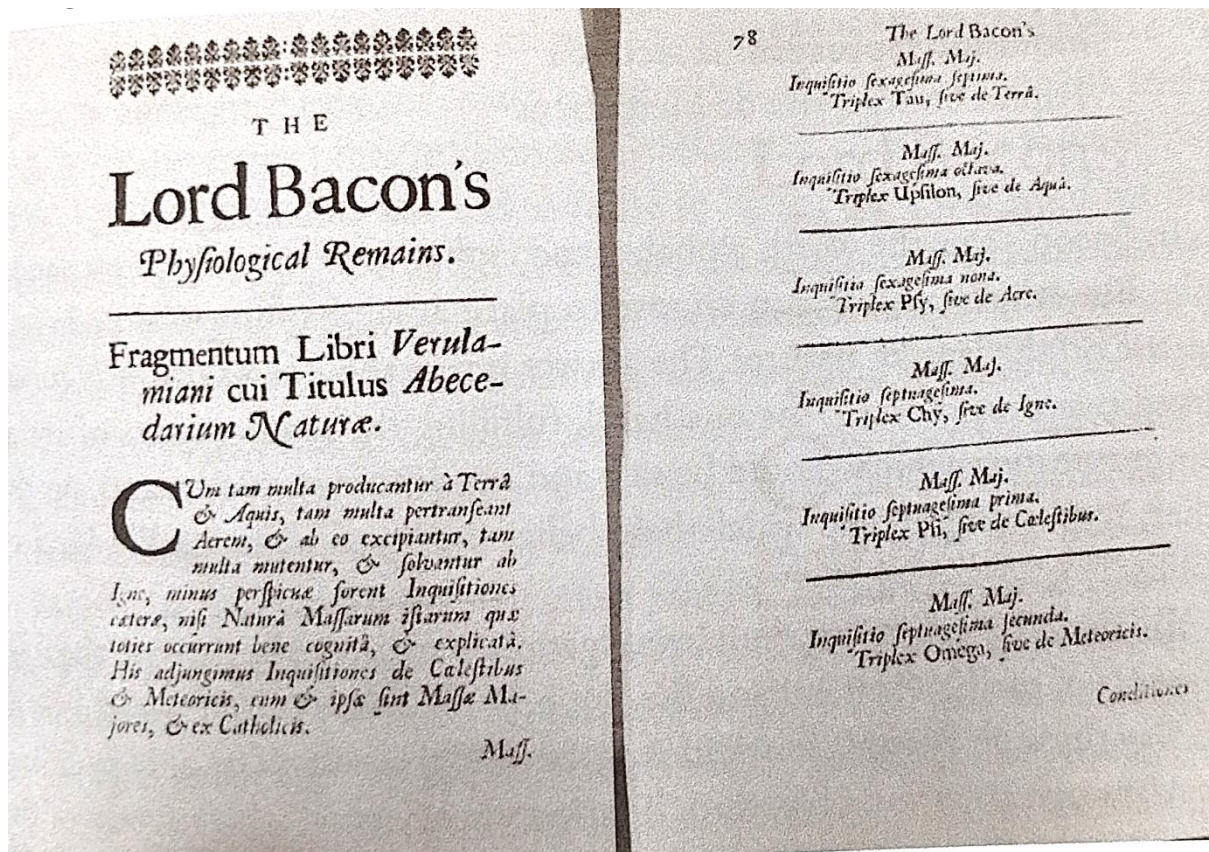 THE
Lord Bacon's
Phyſiological Remains.
Fragmentum Libri Verula-
miani cui Titulus Abece-
darium Naturæ.
CUm tam multa producantur à Terrâ
& Aquis, tam multa pertranſeant
Aerem, & ab eo excipiantur, tam
multa mutentur, & ſolvantur ab
Igne, minus perſpicuæ forent Inquiſitiones
cæteræ, niſi Naturâ Maſſarum iſtarum quæ
toties occurrunt bene cognitâ, & explicatâ.
His adjungimus Inquiſitiones de Cæleſtibus
& Meteoricis, cum & ipſæ ſint Maſſæ Ma-
jores, & ex Catholicis.
Maſſ.
78 The Lord Bacon's
Maſſ. Maj.
Inquiſitio ſexageſima ſeptima.
Triplex Tau, ſive de Terrâ.
Maſſ. Maj.
Inquiſitio ſexageſima octava.
Triplex Upſilon, ſive de Aquâ.
Maſſ. Maj.
Inquiſitio ſexageſima nona.
Triplex Pſy, ſive de Aere.
Maſſ. Maj.
Inquiſitio ſeptuageſima.
Triplex Chy, ſive de Igne.
Maſſ. Maj.
Inquiſitio ſeptuageſima prima.
Triplex Pſi, ſive de Cæleſtibus.
Maſſ. Maj.
Inquiſitio ſeptuageſima ſecunda.
Triplex Omega, ſive de Meteoricis.
Conditiones